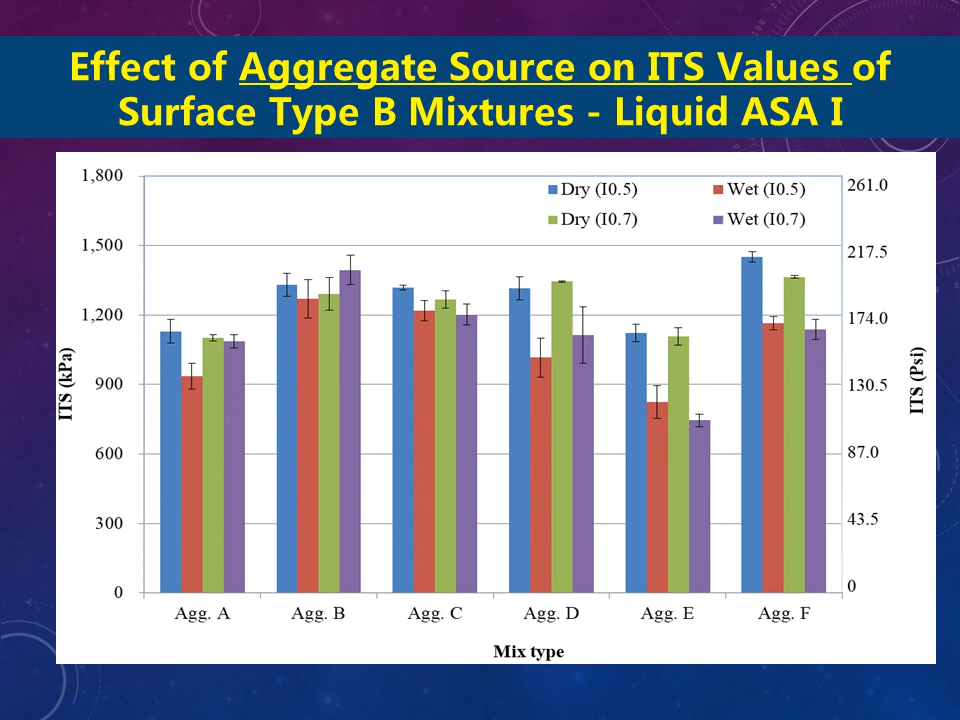 Effect of Aggregate Source on ITS Values of
Surface Type B Mixtures - Liquid ASA I
1,800
1,500
1,200
900
600
300
0
ITS (kPa)
Dry (I0.5) Wet (I0.5)
Dry (I0.7) Wet (I0.7)
261.0
217.5
174.0
130.5
87.0
43.5
0
ITS (Psi)
Agg. A Agg. B Agg. C Agg. D Agg. E Agg. F
Mix type